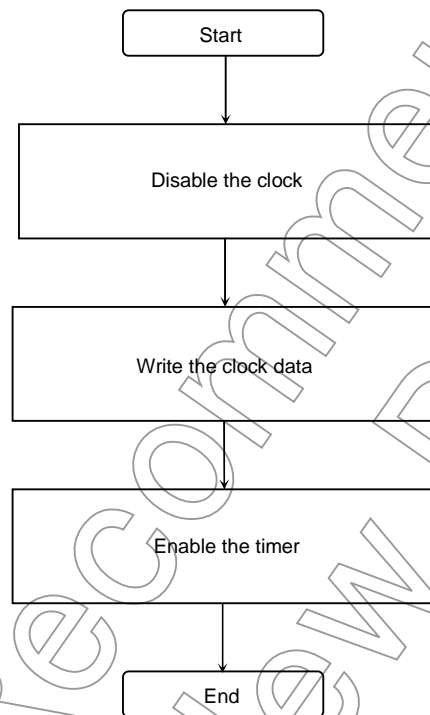 Start
Disable the clock
Write the clock data
Enable the timer
End